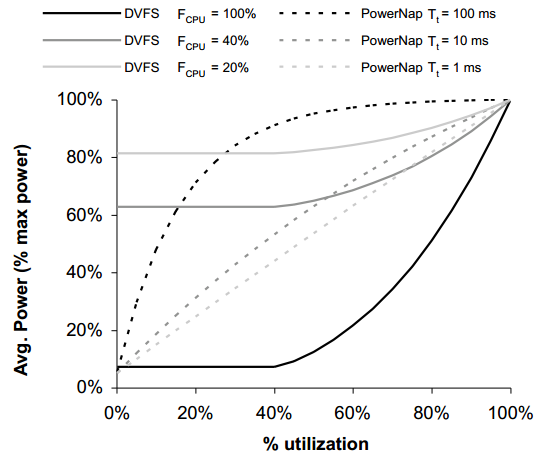 DVFS F_CPU = 100% PowerNap T_t = 100 ms
DVFS F_CPU = 40% PowerNap T_t = 10 ms
DVFS F_CPU = 20% PowerNap T_t = 1 ms
100%
80%
60%
40%
20%
0%
Avg. Power (% max power)
0% 20% 40% 60% 80% 100%
% utilization